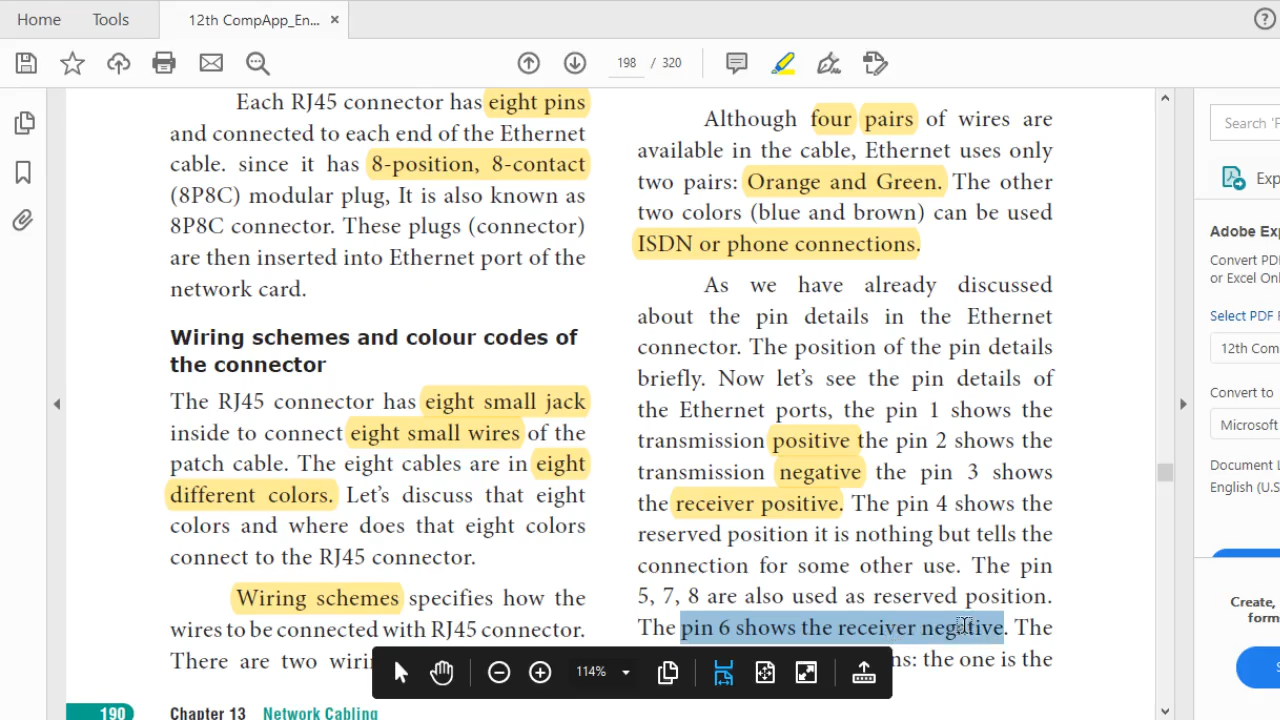 Home
Tools
12th CompApp_En... ×
198 / 320
Each RJ45 connector has eight pins
and connected to each end of the Ethernet
cable. since it has 8-position, 8-contact
(8P8C) modular plug, It is also known as
8P8C connector. These plugs (connector)
are then inserted into Ethernet port of the
network card.
Wiring schemes and colour codes of
the connector
The RJ45 connector has eight small jack
inside to connect eight small wires of the
patch cable. The eight cables are in eight
different colors. Let's discuss that eight
colors and where does that eight colors
connect to the RJ45 connector.
Wiring schemes specifies how the
wires to be connected with RJ45 connector.
There are two wiri
190 Chapter 13 Network Cabling
Although four pairs of wires are
available in the cable, Ethernet uses only
two pairs: Orange and Green. The other
two colors (blue and brown) can be used
ISDN or phone connections.
As we have already discussed
about the pin details in the Ethernet
connector. The position of the pin details
briefly. Now let's see the pin details of
the Ethernet ports, the pin 1 shows the
transmission positive the pin 2 shows the
transmission negative the pin 3 shows
the receiver positive. The pin 4 shows the
reserved position it is nothing but tells the
connection for some other use. The pin
5, 7, 8 are also used as reserved position.
The pin 6 shows the receiver negative. The
ns: the one is the
114%
Search 'F
Exp
Adobe Exp
Convert PDF
or Excel Onl
Select PDF F
12th Com
Convert to
Microsoft
Document L
English (U.S
Create,
form
S